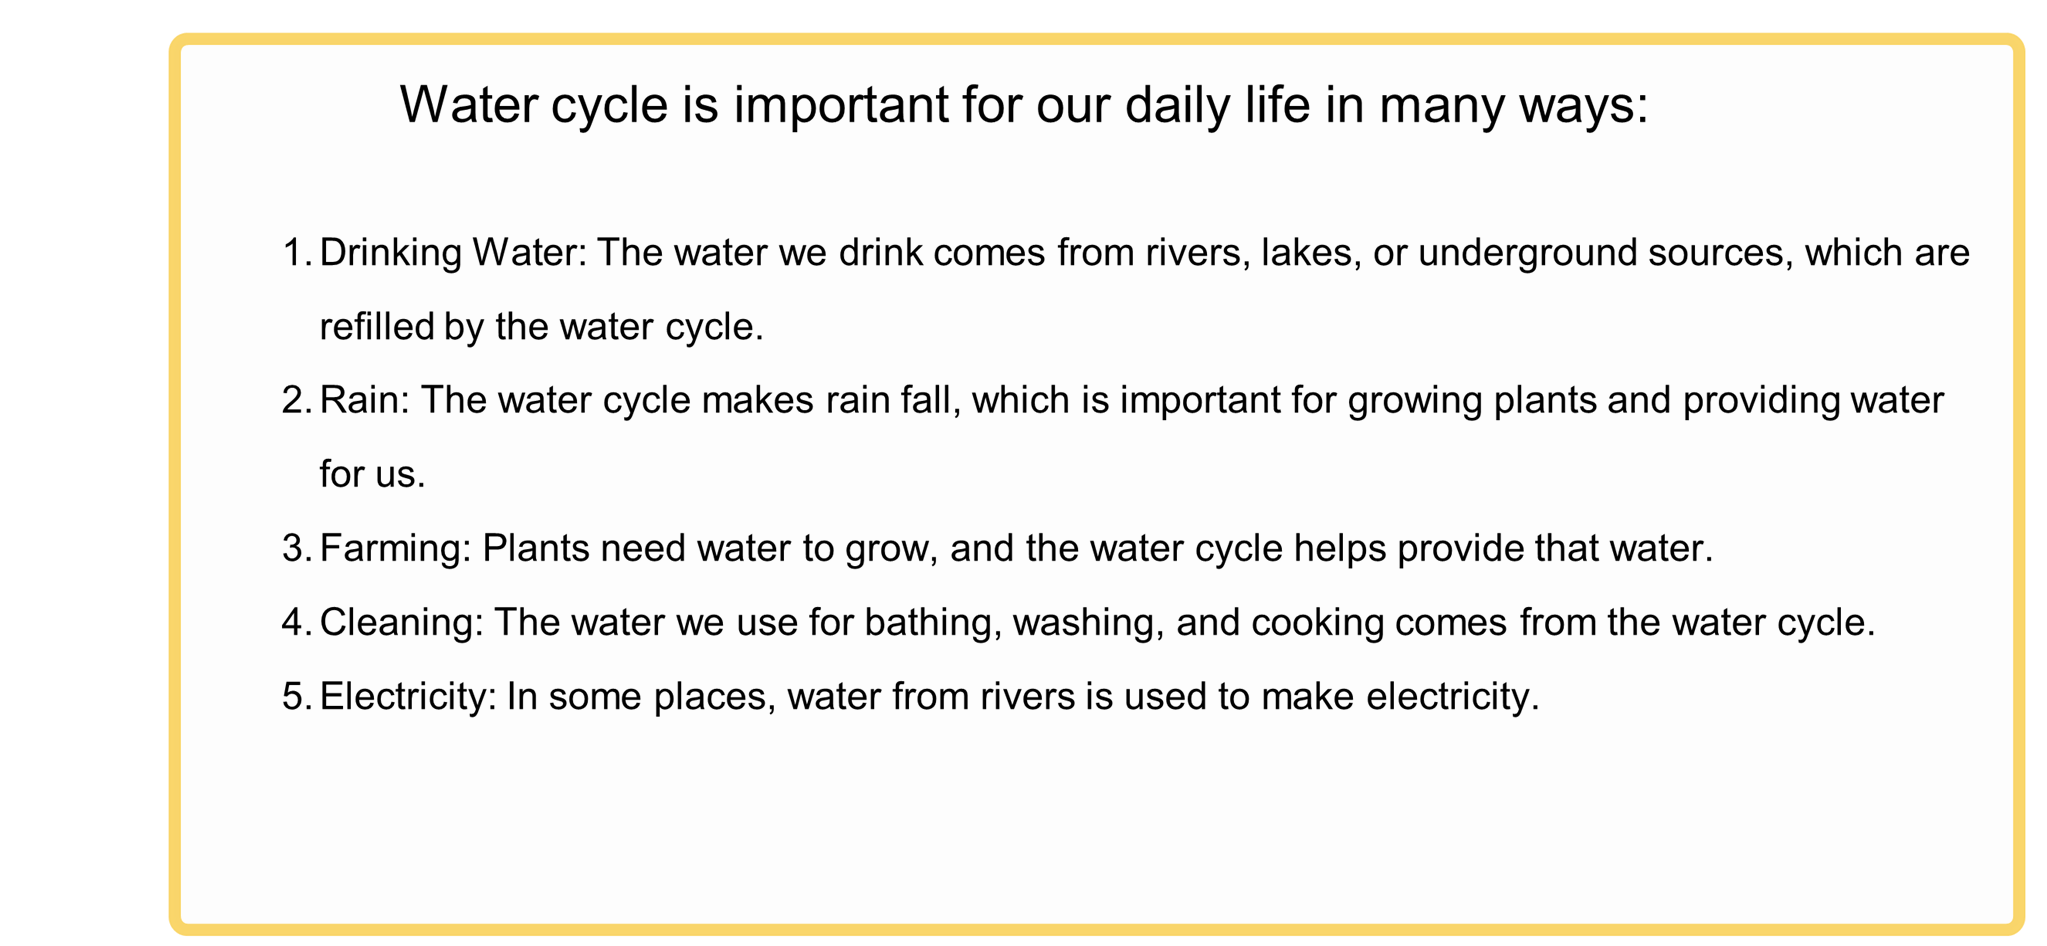 Water cycle is important for our daily life in many ways:
1. Drinking Water: The water we drink comes from rivers, lakes, or underground sources, which are
refilled by the water cycle.
2. Rain: The water cycle makes rain fall, which is important for growing plants and providing water
for us.
3. Farming: Plants need water to grow, and the water cycle helps provide that water.
4. Cleaning: The water we use for bathing, washing, and cooking comes from the water cycle.
5. Electricity: In some places, water from rivers is used to make electricity.